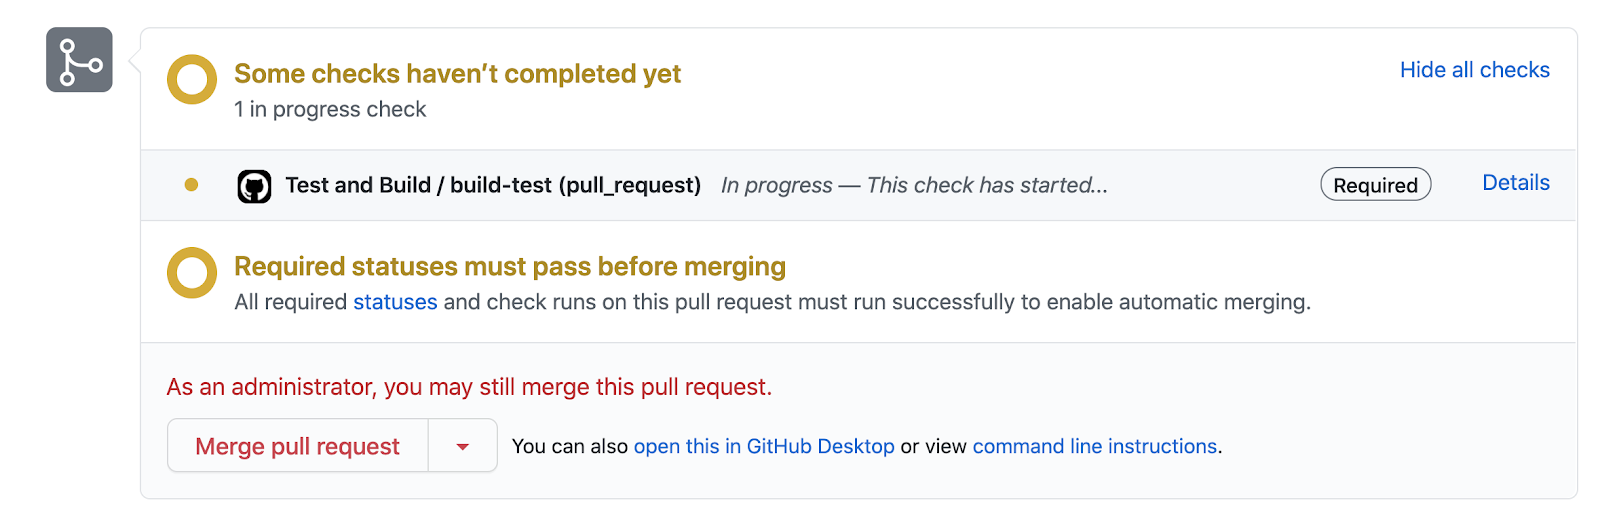 Some checks haven’t completed yet
Hide all checks
1 in progress check
Test and Build / build-test (pull_request) In progress — This check has started...
Required
Details
Required statuses must pass before merging
All required statuses and check runs on this pull request must run successfully to enable automatic merging.
As an administrator, you may still merge this pull request.
Merge pull request
You can also open this in GitHub Desktop or view command line instructions.